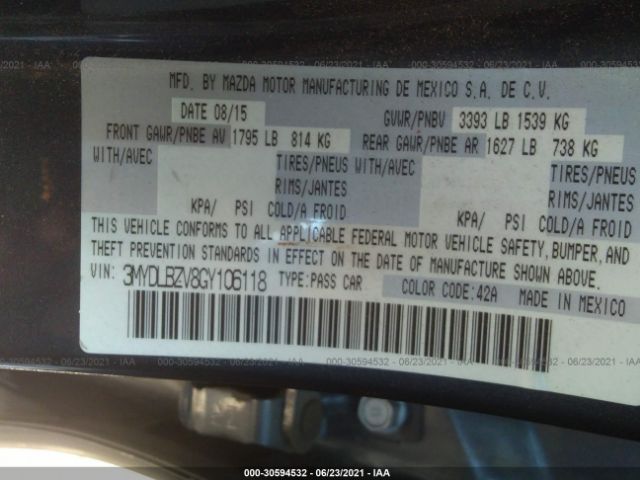 MFD. BY MAZDA MOTOR MANUFACTURING DE MEXICO S.A. DE C.V.
DATE 08/15 GVWR/PNBV 3393 LB 1539 KG
FRONT GAWR/PNBE AV 1795 LB 814 KG REAR GAWR/PNBE AR 1627 LB 738 KG
WITH/AVEC TIRES/PNEUS WITH/AVEC TIRES/PNEUS
RIMS/JANTES RIMS/JANTES
KPA/ PSI COLD/A FROID KPA/ PSI COLD/A FROID
THIS VEHICLE CONFORMS TO ALL APPLICABLE FEDERAL MOTOR VEHICLE SAFETY, BUMPER, AND
THEFT PREVENTION STANDARDS IN EFFECT ON THE DATE OF MANUFACTURE SHOWN ABOVE.
VIN: 3MYDLBZV8GY106118 TYPE:PASS CAR COLOR CODE:42A MADE IN MEXICO
000-30594532 - 06/23/2021 - IAA